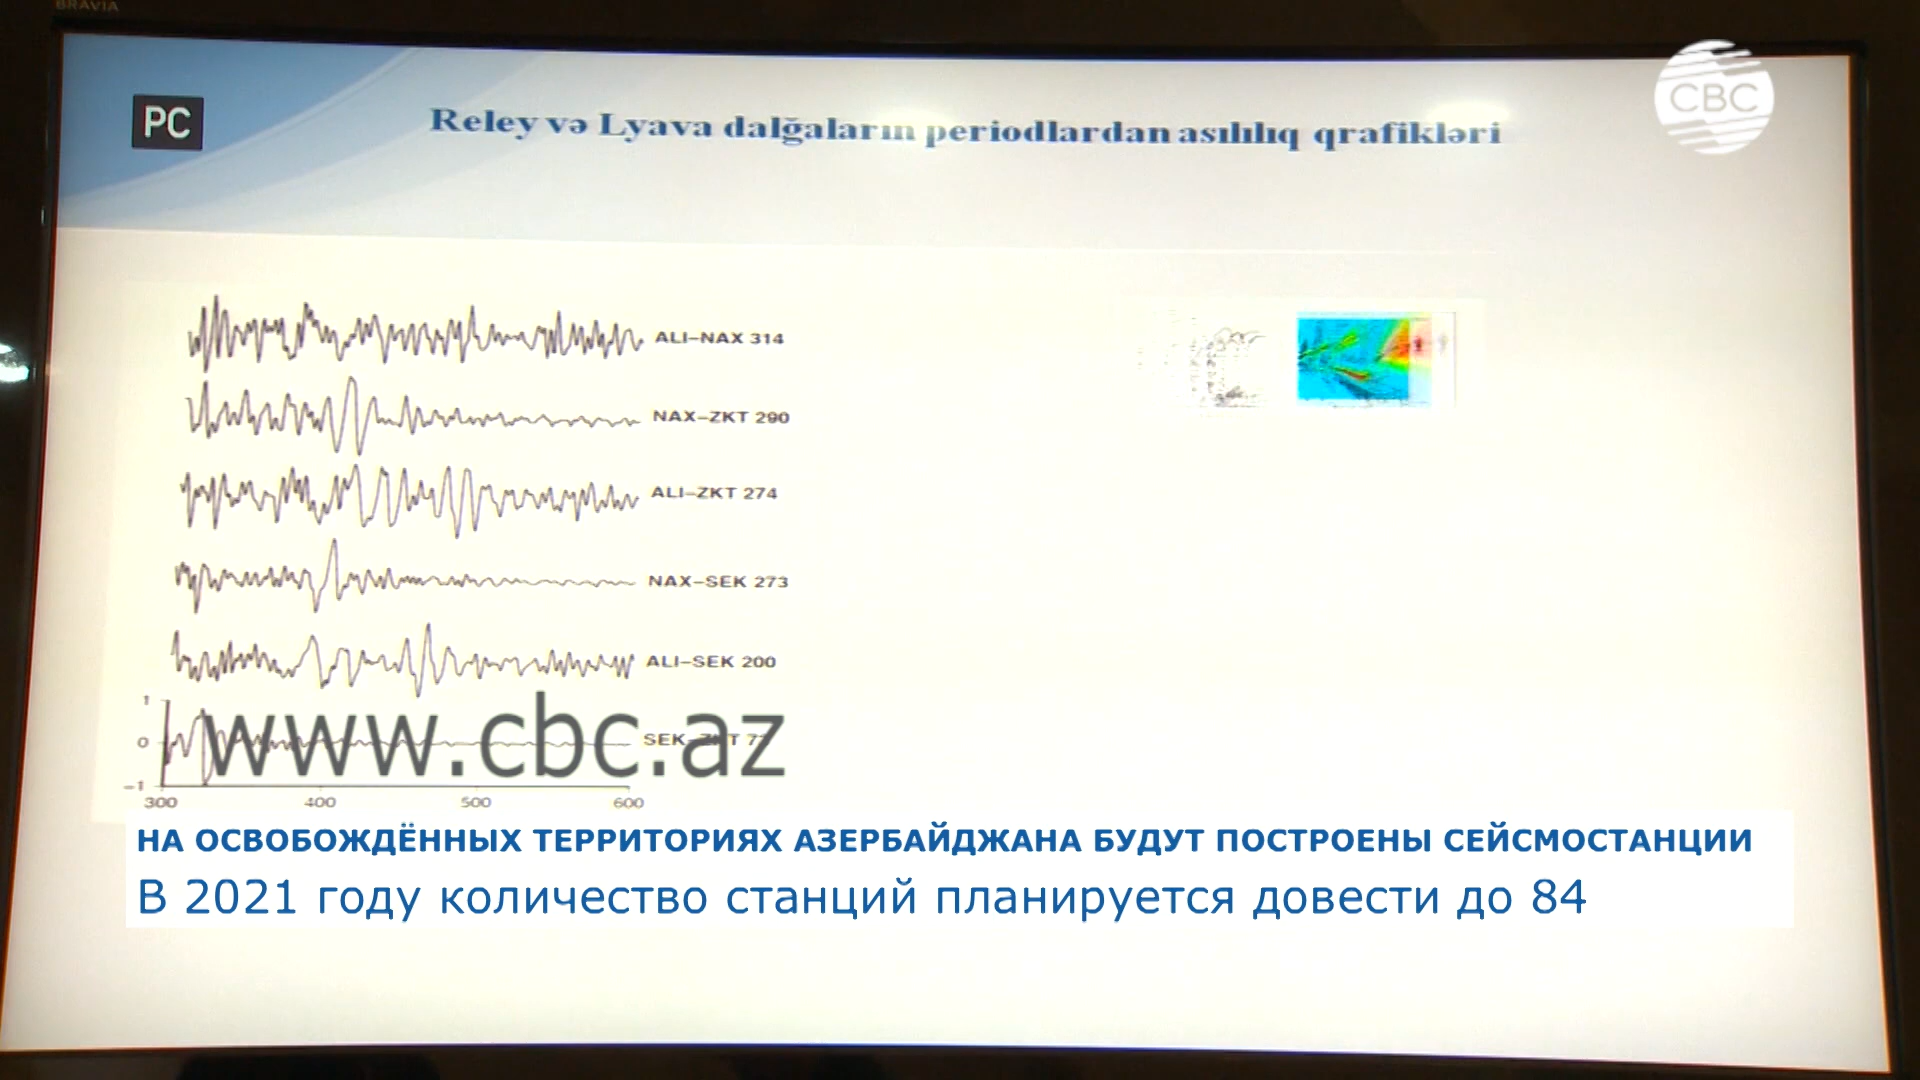 BRAVIA
PC
CBC
Reley və Lyava dalğaların periodlardan asılılıq qrafikləri
ALI–NAX 314
NAX–ZKT 290
ALI–ZKT 274
NAX–SEK 273
ALI–SEK 200
1
0
–1
300 400 500 600
www.cbc.az
НА ОСВОБОЖДЁННЫХ ТЕРРИТОРИЯХ АЗЕРБАЙДЖАНА БУДУТ ПОСТРОЕНЫ СЕЙСМОСТАНЦИИ
В 2021 году количество станций планируется довести до 84